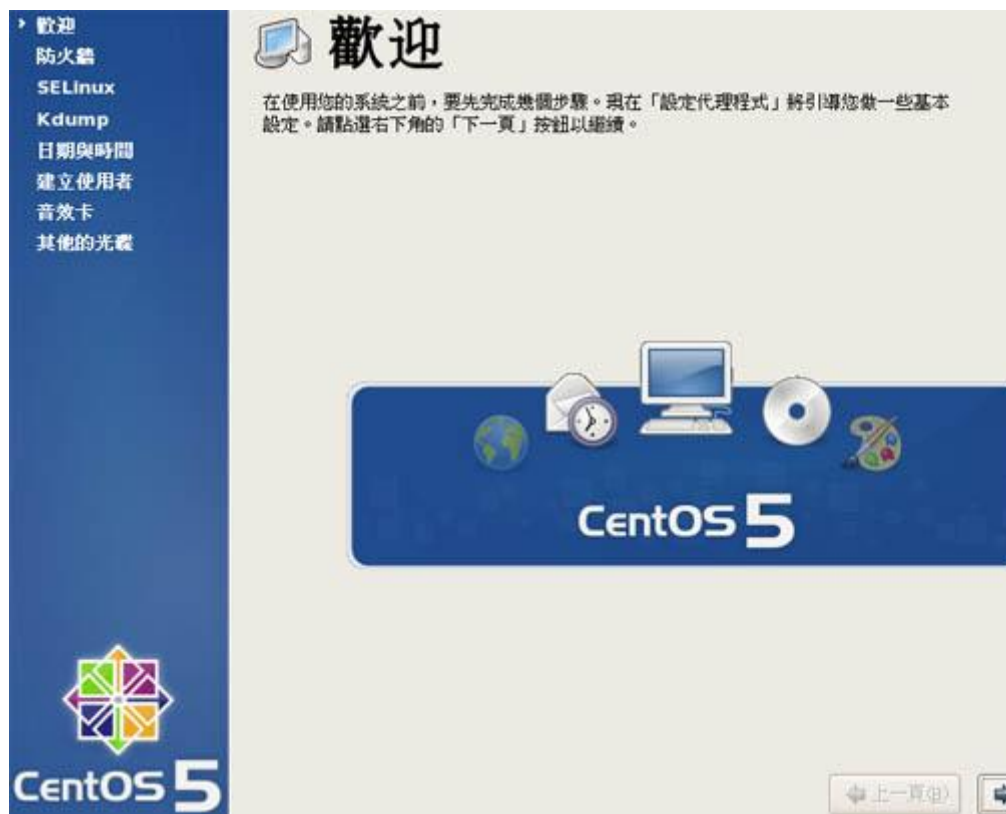 歡迎
防火牆
SELinux
Kdump
日期與時間
建立使用者
音效卡
其他的光碟
歡迎
在使用您的系統之前，要先完成幾個步驟。現在「設定代理程式」將引導您做一些基本
設定。請點選右下角的「下一頁」按鈕以繼續。
CentOS 5
CentOS 5
上一頁(B)